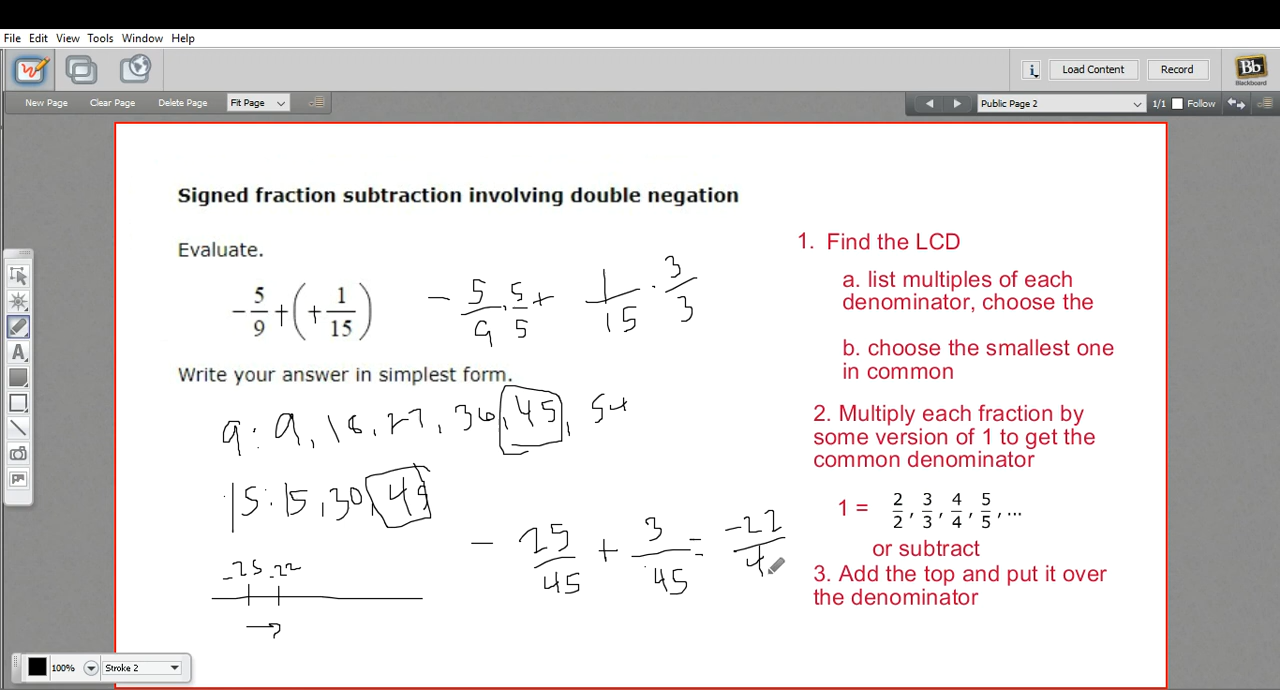 File Edit View Tools Window Help
i Load Content Record Bb
Blackboard
New Page Clear Page Delete Page Fit Page Public Page 2 1/1 Follow
Signed fraction subtraction involving double negation
Evaluate.
-5/9+(+1/15)
- 5/9 · 5/5 + 1/15 · 3/3
Write your answer in simplest form.
9: 9, 18, 27, 36, 45, 54
15: 15, 30, 45
- 25/45 + 3/45 = -22/4
-25 -22
1. Find the LCD
a. list multiples of each
denominator, choose the
b. choose the smallest one
in common
2. Multiply each fraction by
some version of 1 to get the
common denominator
1 = 2/2, 3/3, 4/4, 5/5, ...
or subtract
3. Add the top and put it over
the denominator
A
100% Stroke 2